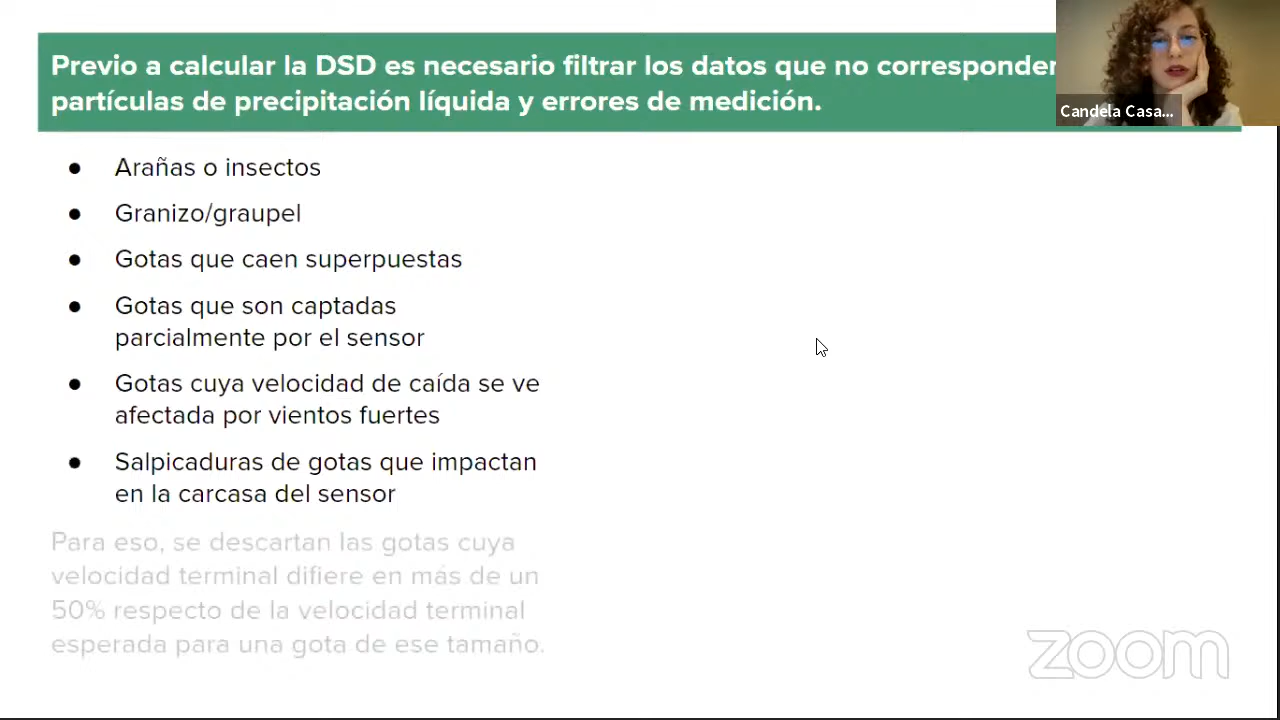 Previo a calcular la DSD es necesario filtrar los datos que no corresponden
partículas de precipitación líquida y errores de medición.
Candela Casa...
● Arañas o insectos
● Granizo/graupel
● Gotas que caen superpuestas
● Gotas que son captadas
parcialmente por el sensor
● Gotas cuya velocidad de caída se ve
afectada por vientos fuertes
● Salpicaduras de gotas que impactan
en la carcasa del sensor
Para eso, se descartan las gotas cuya
velocidad terminal difiere en más de un
50% respecto de la velocidad terminal
esperada para una gota de ese tamaño.
zoom